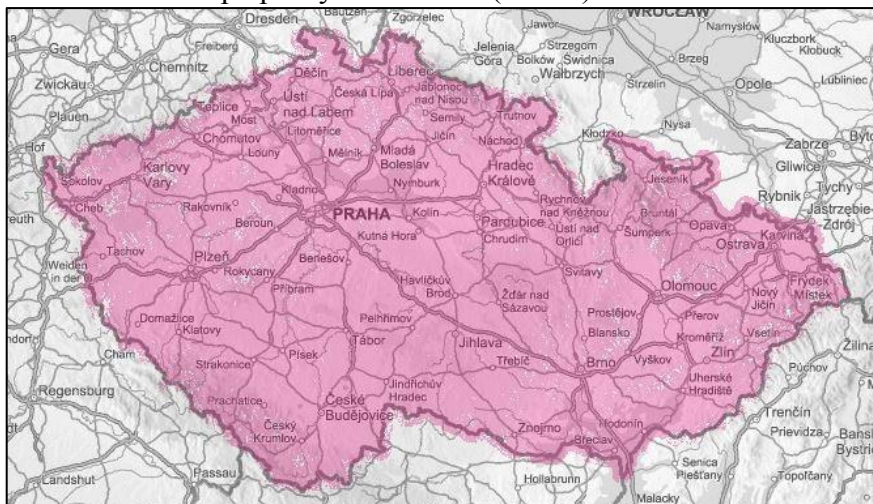 Dresden
Bautzen
Zgorzelec
Jawor
WROCŁAW
Namysłów
Gera
Freiberg
Chemnitz
Jelenia
Góra
Strzegom
Bolków
Świdnica
Wałbrzych
Brzeg
Kluczbork
Kłobuck
Zwickau
Děčín
Liberec
Strzelin
Opole
Lubliniec
Plauen
Teplice
Ústí
nad Labem
Česká Lípa
Jablonec
nad Nisou
Trutnov
Most
Semily
Nysa
Hof
Chomutov
Litoměřice
Jičín
Náchod
Kłodzko
Zabrze
Louny
Mělník
Mladá
Boleslav
Gliwice
Karlovy
Vary
Hradec
Králové
Jeseník
Tychy
Sokolov
Kladno
Nymburk
Rychnov
nad Kněžnou
Rybnik
Jastrzębie-
Zdrój
Cheb
Rakovník
PRAHA
Kolín
Pardubice
Bruntál
Opava
Karviná
Beroun
Kutná Hora
Chrudim
Ústí nad
Orlicí
Šumperk
Ostrava
Tachov
Plzeň
Benešov
Weiden
in der
Rokycany
Havlíčkův
Brod
Svitavy
Olomouc
Nový
Jičín
Frýdek
Místek
Příbram
Žďár nad
Sázavou
Domažlice
Pelhřimov
Prostějov
Přerov
Klatovy
Blansko
Kroměříž
Vsetín
Cham
Strakonice
Písek
Tábor
Jihlava
Třebíč
Brno
Vyškov
Zlín
Žilina
Regensburg
Prachatice
Jindřichův
Hradec
Uherské
Hradiště
Púchov
České
Budějovice
Český
Krumlov
Znojmo
Hodonín
Trenčín
Břeclav
Prievidza
Passau
Senica
Landshut
Hollabrunn
Piešťany
Topoľčany
Malacky